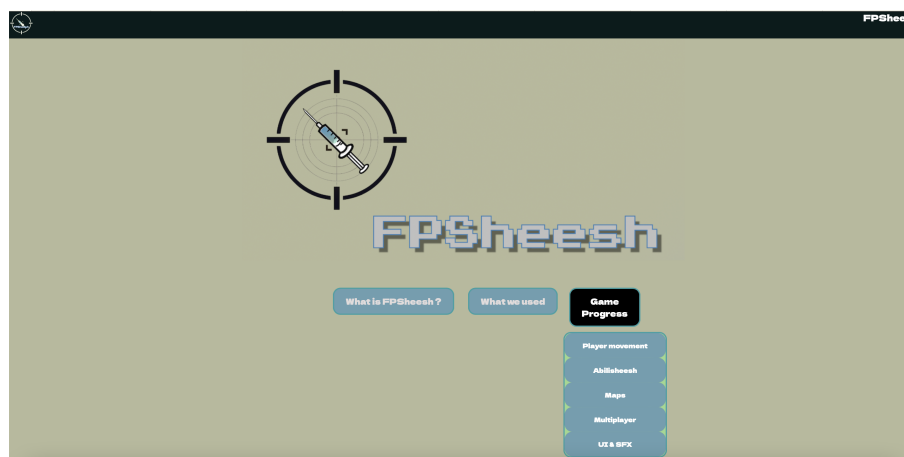 FPShee
FPSheesh
What is FPSheesh ?
What we used
Game
Progress
Player movement
Abilisheesh
Maps
Multiplayer
UI & SFX